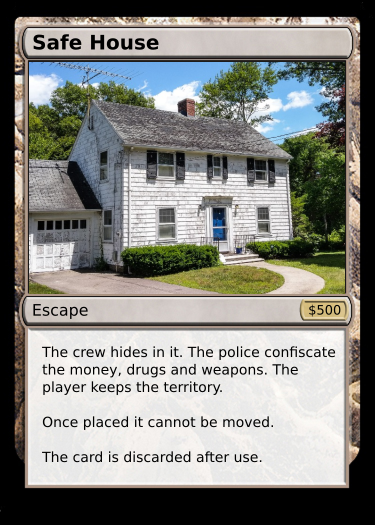 Safe House
Escape
$500
The crew hides in it. The police confiscate
the money, drugs and weapons. The
player keeps the territory.
Once placed it cannot be moved.
The card is discarded after use.